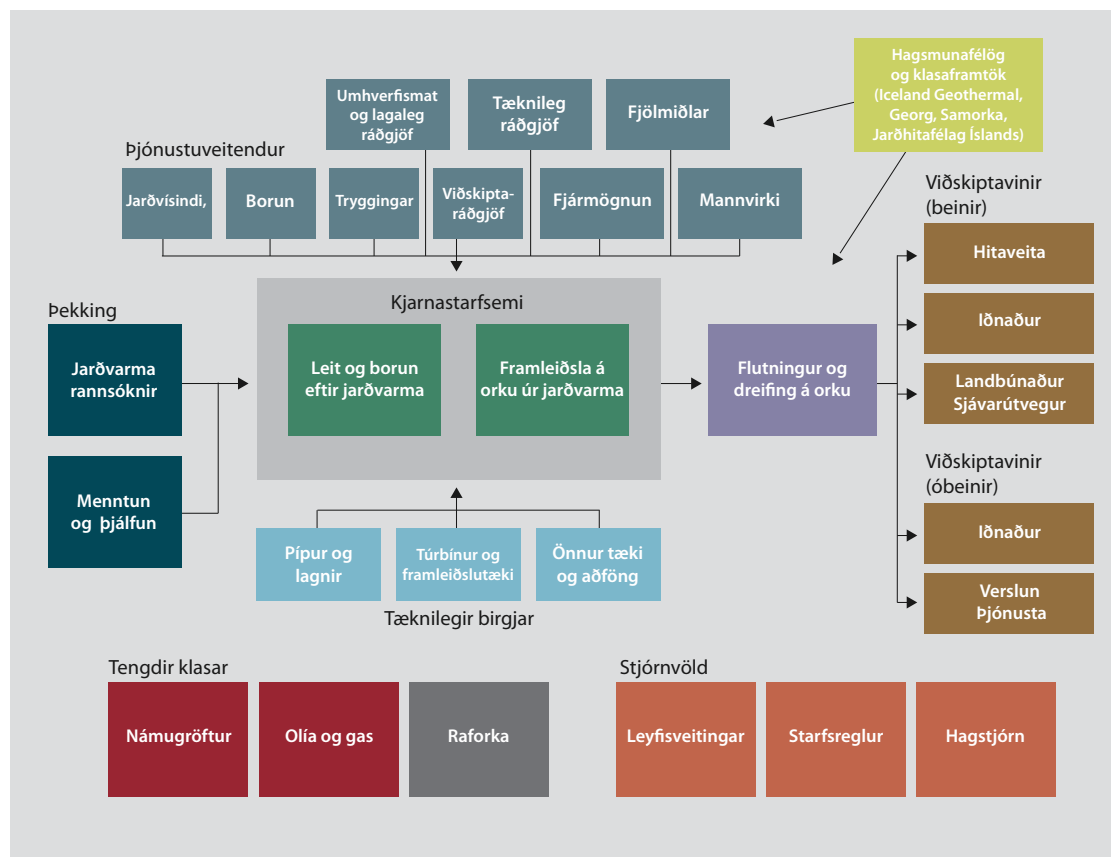 Hagsmunafélög
og klasaframtök
(Iceland Geothermal,
Georg, Samorka,
Jarðhitafélag Íslands)
Umhverfismat
og lagaleg
ráðgjöf
Tæknileg
ráðgjöf
Fjölmiðlar
Þjónustuveitendur
Jarðvísindi,
Borun
Tryggingar
Viðskipta-
ráðgjöf
Fjármögnun
Mannvirki
Viðskiptavinir
(beinir)
Hitaveita
Iðnaður
Landbúnaður
Sjávarútvegur
Þekking
Jarðvarma
rannsóknir
Menntun
og þjálfun
Kjarnastarfsemi
Leit og borun
eftir jarðvarma
Framleiðsla á
orku úr jarðvarma
Flutningur og
dreifing á orku
Viðskiptavinir
(óbeinir)
Iðnaður
Verslun
Þjónusta
Pípur og
lagnir
Túrbínur og
framleiðslutæki
Önnur tæki
og aðföng
Tæknilegir birgjar
Tengdir klasar
Námugröftur
Olía og gas
Raforka
Stjórnvöld
Leyfisveitingar
Starfsreglur
Hagstjórn